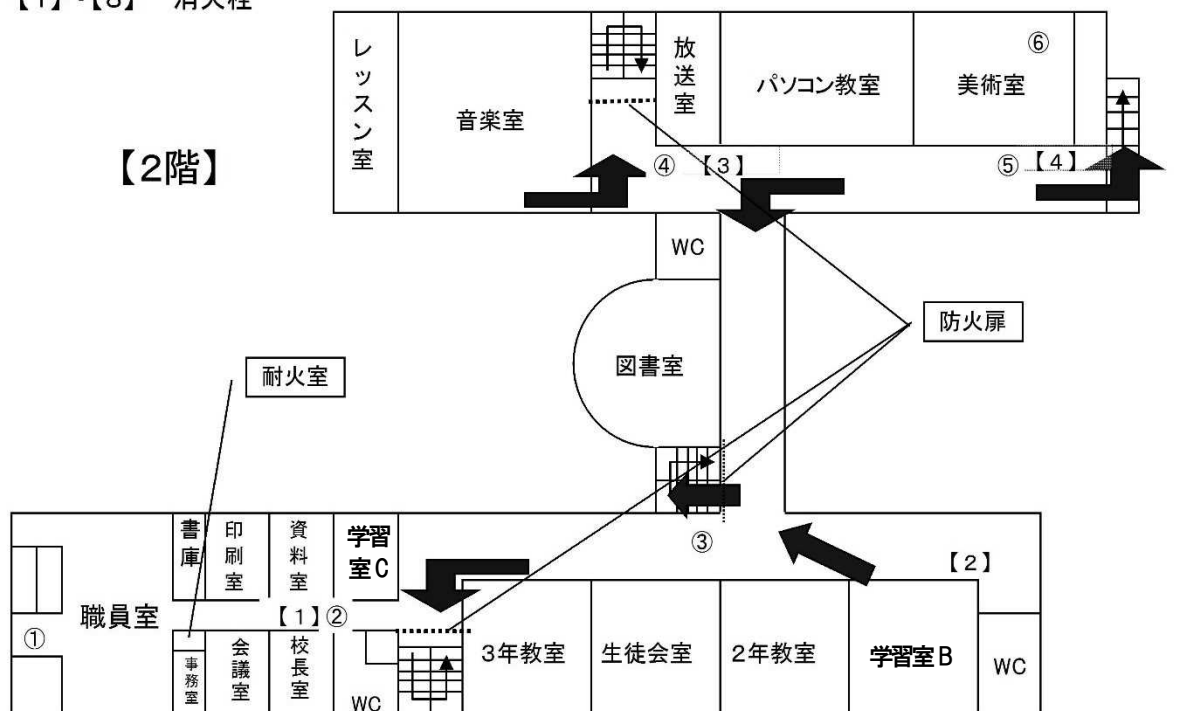 【1】~【8】 消火栓
レッスン室
音楽室
放送室
パソコン教室
美術室
⑥
④
【3】
⑤
【4】
【2階】
WC
図書室
防火扉
耐火室
③
【2】
書庫
印刷室
資料室
学習室C
職員室
①
【1】
②
事務室
会議室
校長室
WC
3年教室
生徒会室
2年教室
学習室B
WC